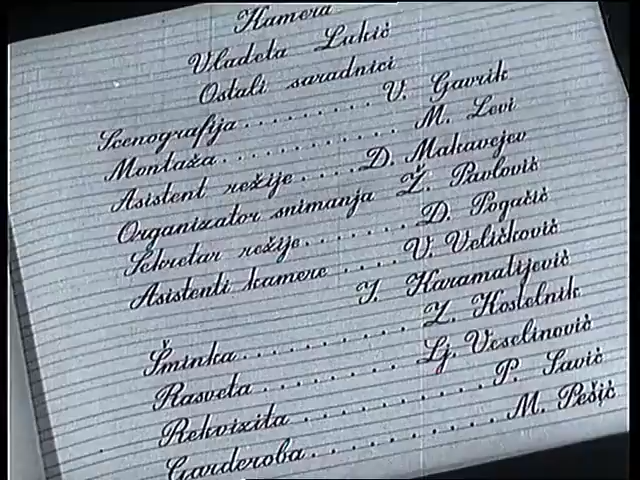 Kamera
Vladeta Lukić
Ostali saradnici
Scenografija......... V. Gavrik
Montaža............ M. Levi
Asistent režije..... D. Makavejev
Organizator snimanja Ž. Pavlović
Sekretar režije....... D. Pogačić
Asistenti kamere .... V. Veličković
J. Karamatijević
Šminka........... Z. Kostelnik
Rasveta.......... Lj. Veselinović
Rekvizita............ P. Savić
Garderoba.......... M. Pešić